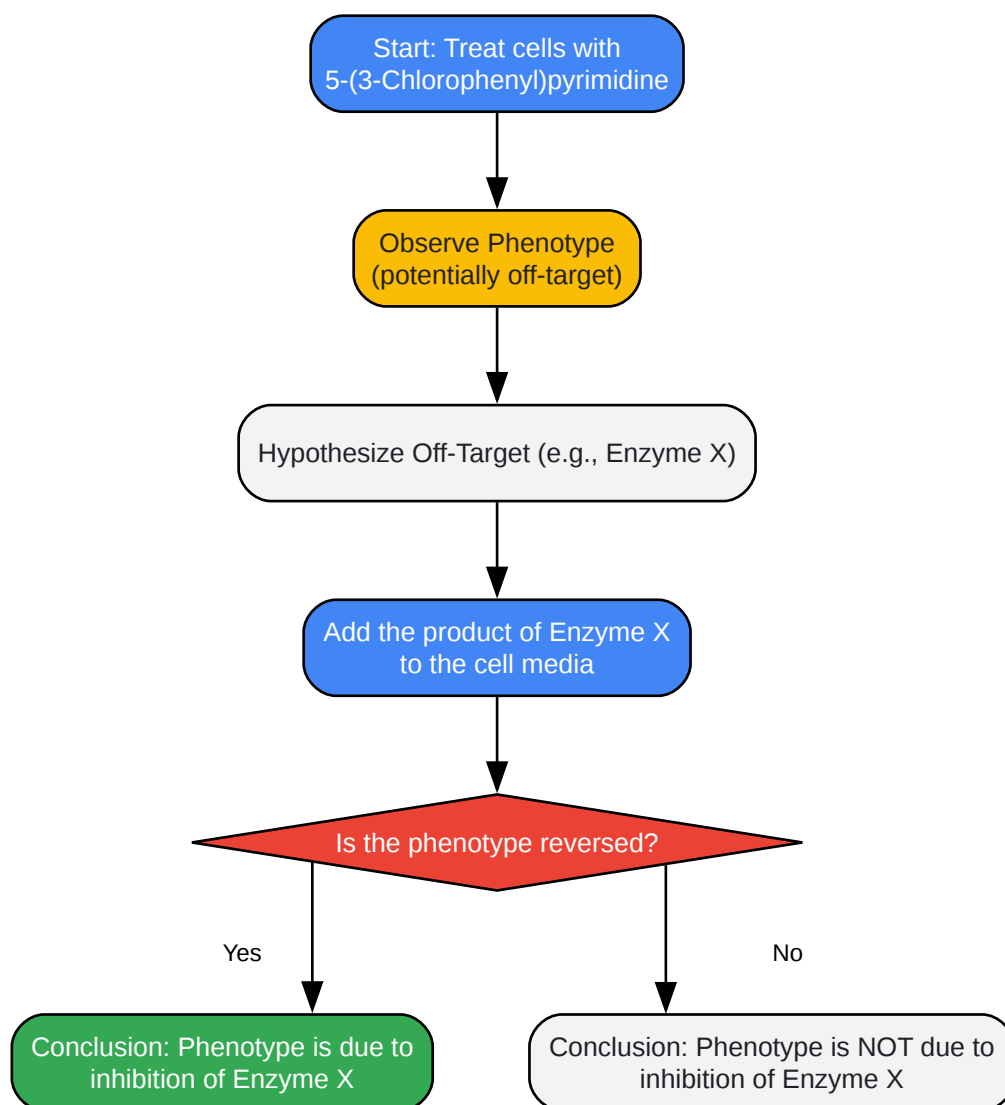 Start: Treat cells with
5-(3-Chlorophenyl)pyrimidine
Observe Phenotype
(potentially off-target)
Hypothesize Off-Target (e.g., Enzyme X)
Add the product of Enzyme X
to the cell media
Is the phenotype reversed?
Yes
No
Conclusion: Phenotype is due to
inhibition of Enzyme X
Conclusion: Phenotype is NOT due to
inhibition of Enzyme X